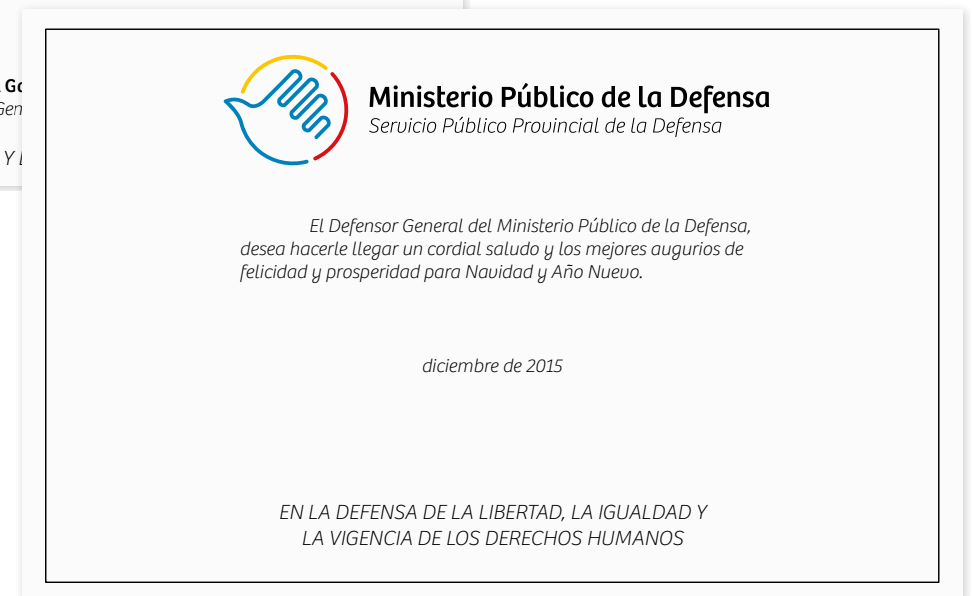 Ministerio Público de la Defensa
Servicio Público Provincial de la Defensa
El Defensor General del Ministerio Público de la Defensa,
desea hacerle llegar un cordial saludo y los mejores augurios de
felicidad y prosperidad para Navidad y Año Nuevo.
diciembre de 2015
EN LA DEFENSA DE LA LIBERTAD, LA IGUALDAD Y
LA VIGENCIA DE LOS DERECHOS HUMANOS